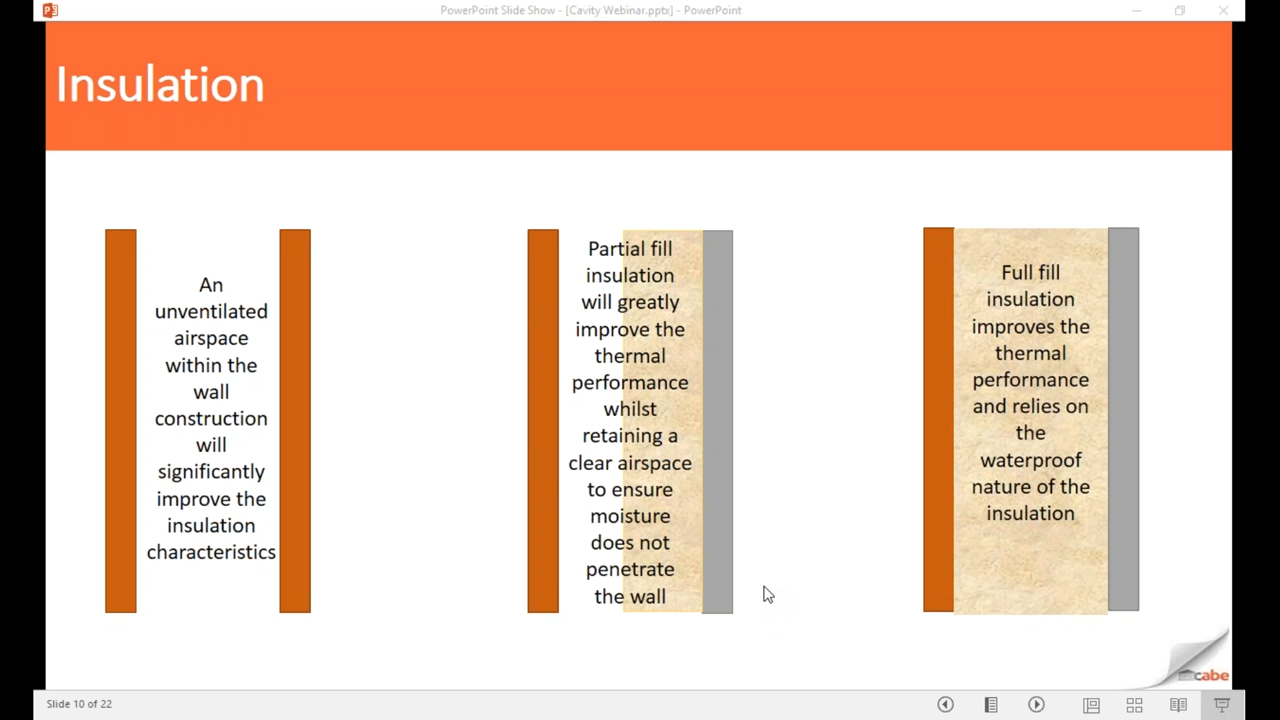 PowerPoint Slide Show - [Cavity Webinar.pptx] - PowerPoint
Insulation
An
unventilated
airspace
within the
wall
construction
will
significantly
improve the
insulation
characteristics
Partial fill
insulation
will greatly
improve the
thermal
performance
whilst
retaining a
clear airspace
to ensure
moisture
does not
penetrate
the wall
Full fill
insulation
improves the
thermal
performance
and relies on
the
waterproof
nature of the
insulation
cabe
Slide 10 of 22